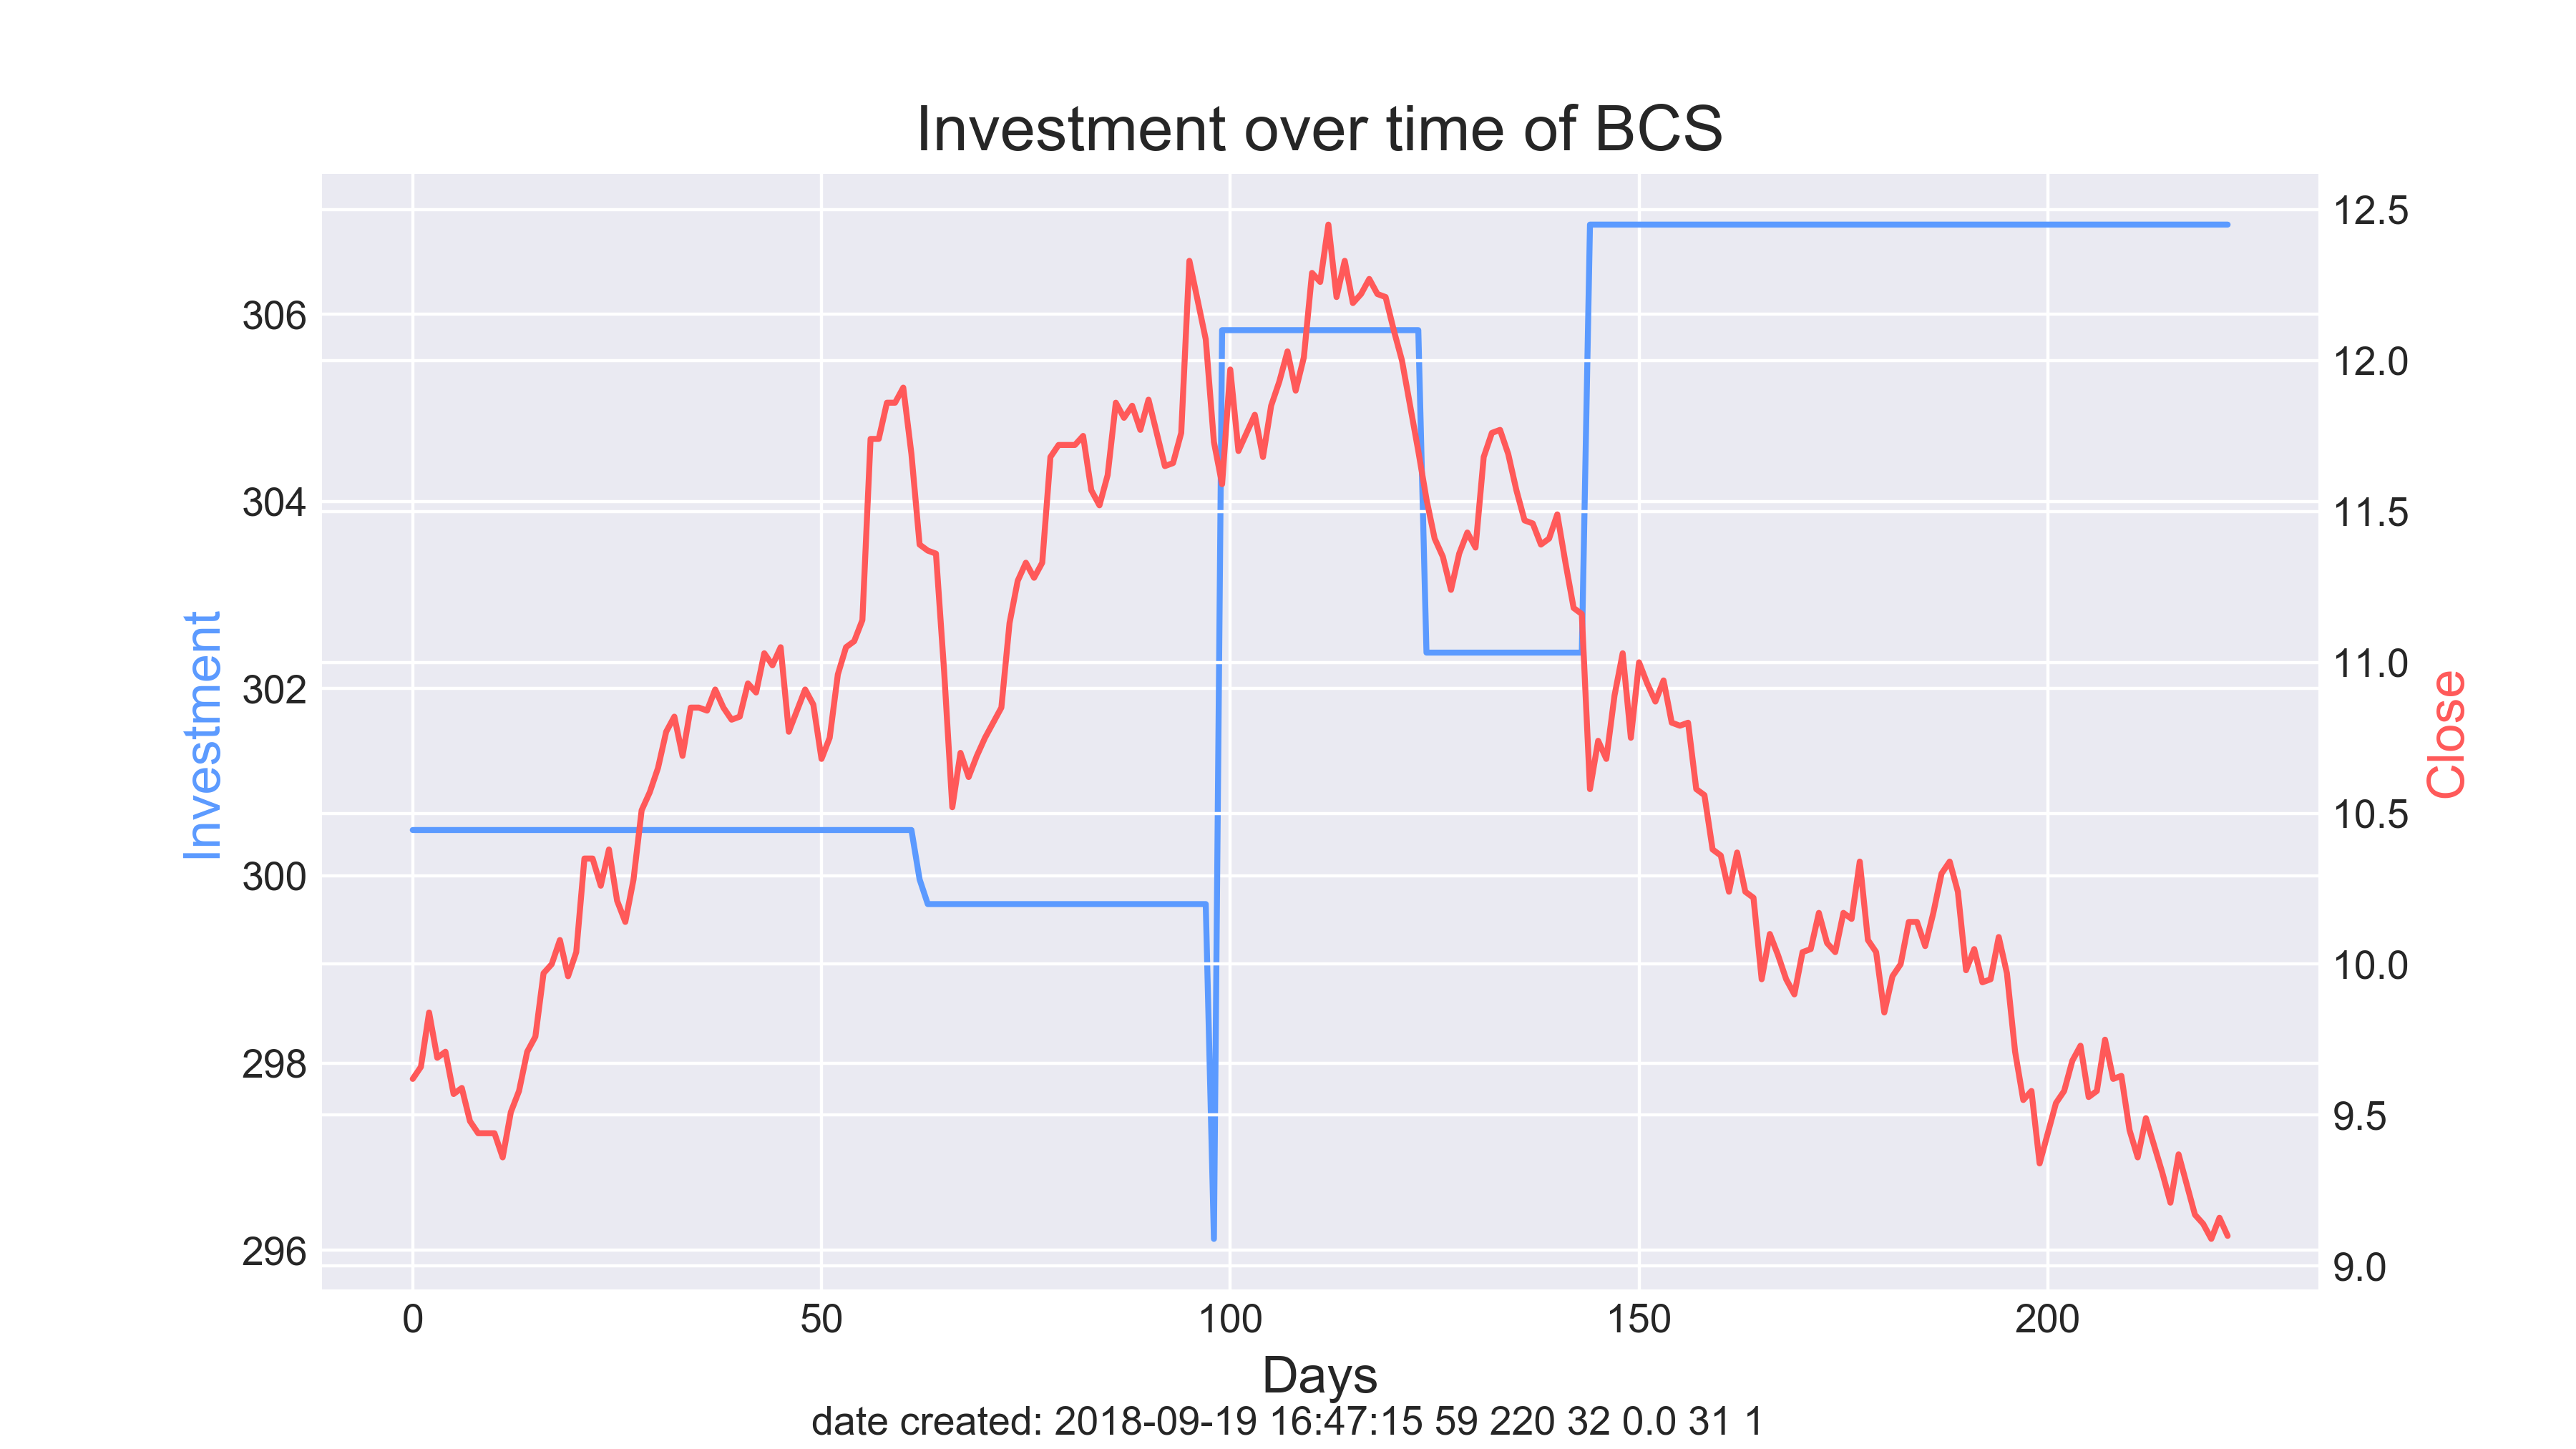 Investment over time of BCS
12.5
306
12.0
304
11.5
302
11.0
Investment
Close
300
10.5
298
10.0
296
9.5
9.0
0 50 100 150 200
Days
date created: 2018-09-19 16:47:15 59 220 32 0.0 31 1